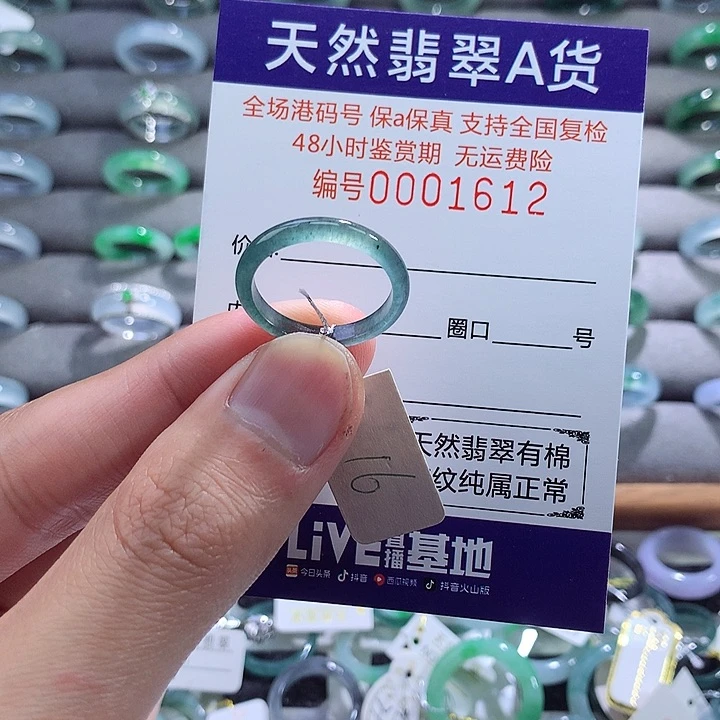 天然翡翠A货
全场港码号 保a保真 支持全国复检
48小时鉴赏期 无运费险
编号0001612
价
圈口 号
16
天然翡翠有棉
纹纯属正常
LiVE直播基地
今日头条 抖音 西瓜视频 抖音火山版